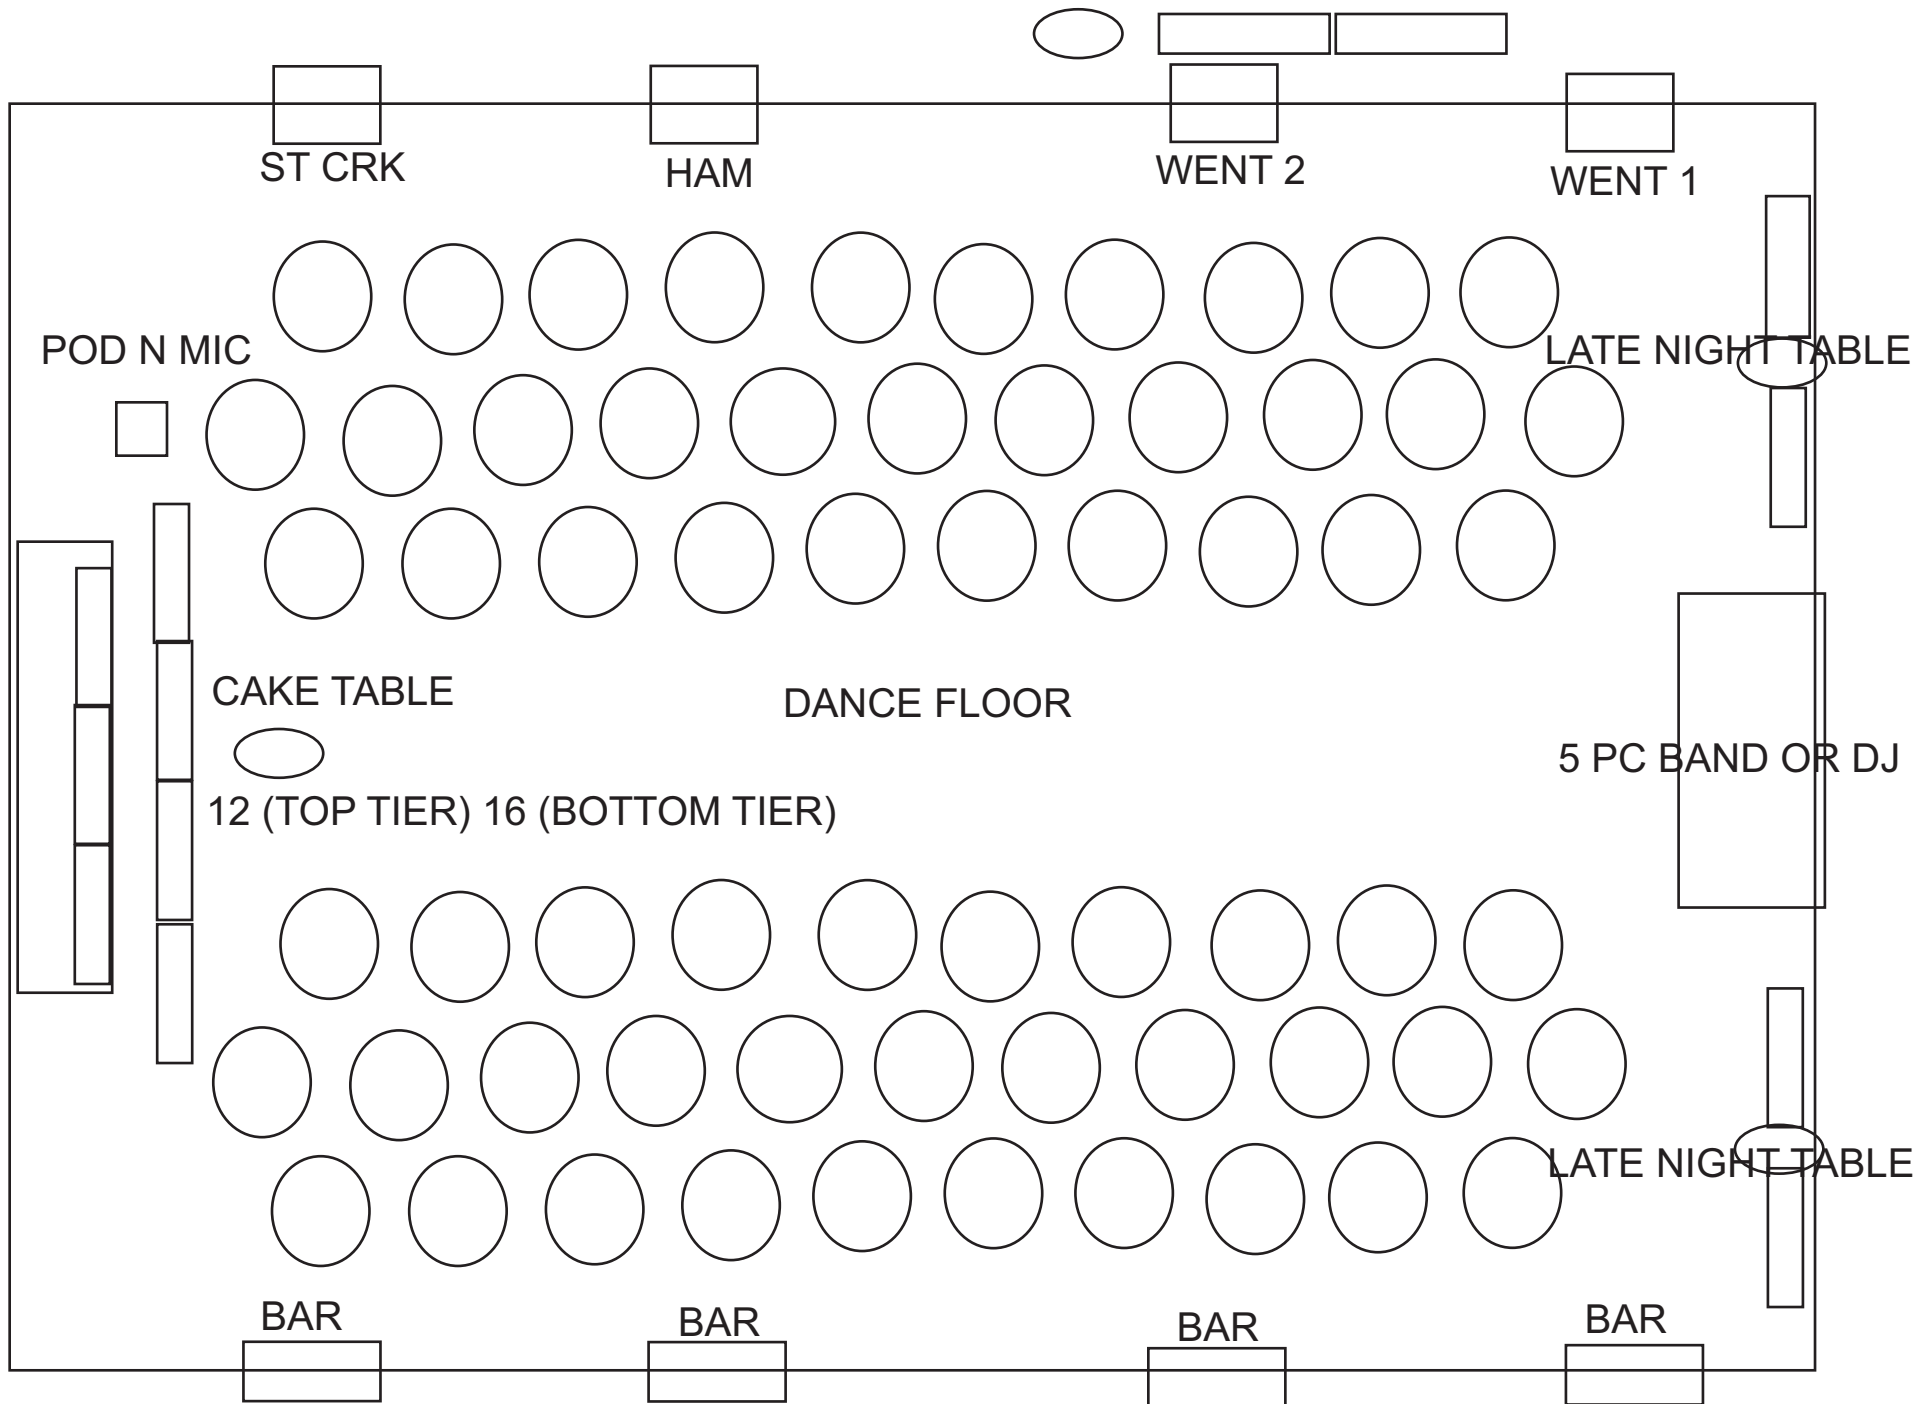 ST CRK
HAM
WENT 2
WENT 1
POD N MIC
LATE NIGHT TABLE
CAKE TABLE
DANCE FLOOR
5 PC BAND OR DJ
12 (TOP TIER) 16 (BOTTOM TIER)
LATE NIGHT TABLE
BAR
BAR
BAR
BAR